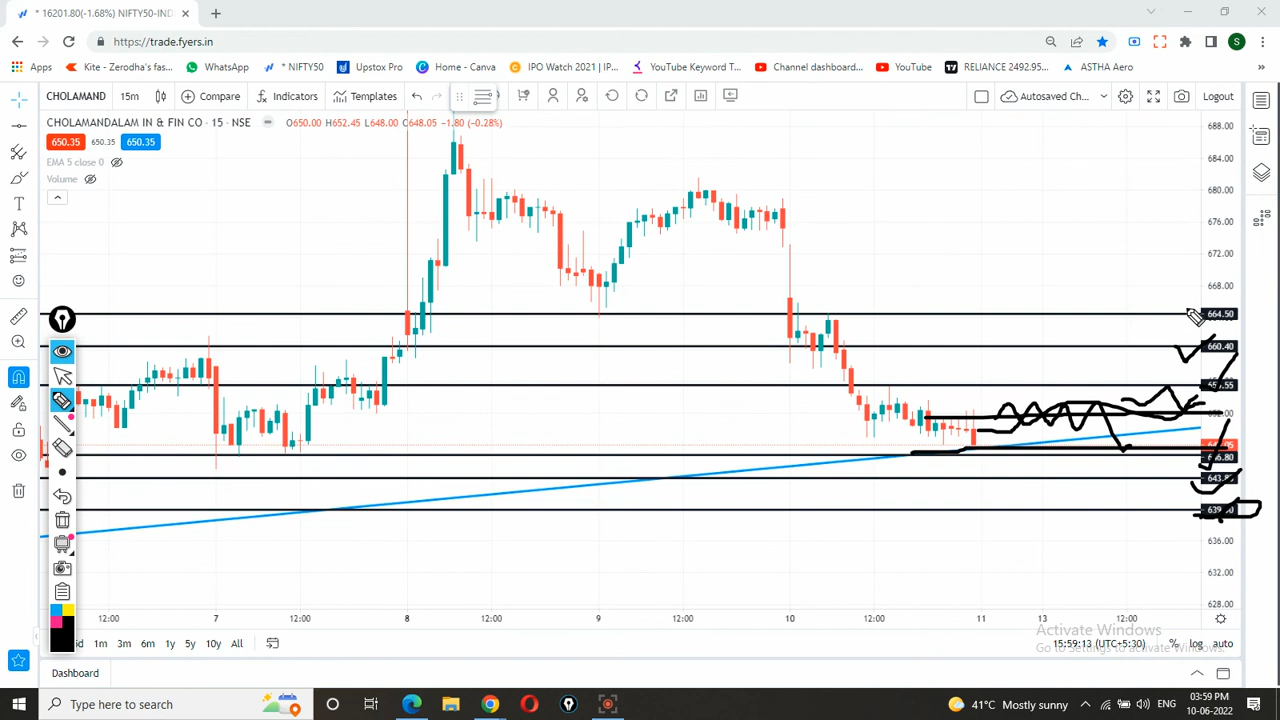 * 16201.80(-1.68%) NIFTY50-IND
https://trade.fyers.in
Apps
Kite - Zerodha's fas...
WhatsApp
* NIFTY50
Upstox Pro
Home - Canva
IPO Watch 2021 | IP...
YouTube Keyword T...
Channel dashboard...
YouTube
RELIANCE 2492.95...
ASTHA Aero
CHOLAMAND
15m
Compare
Indicators
Templates
Autosaved Ch...
Logout
CHOLAMANDALAM IN & FIN CO · 15 · NSE
O650.00 H652.45 L648.00 C648.05 −1.80 (−0.28%)
650.35
650.35
650.35
EMA 5 close 0
Volume
688.00
684.00
680.00
676.00
672.00
668.00
664.50
660.40
652.00
636.00
632.00
628.00
12:00
7
12:00
8
12:00
9
12:00
10
12:00
11
13
12:00
1m
3m
6m
1y
5y
10y
All
Activate Windows
Go to Settings to activate Windows.
15:59:13 (UTC+5:30)
%
log
auto
Dashboard
Type here to search
41°C Mostly sunny
ENG
03:59 PM
10-06-2022